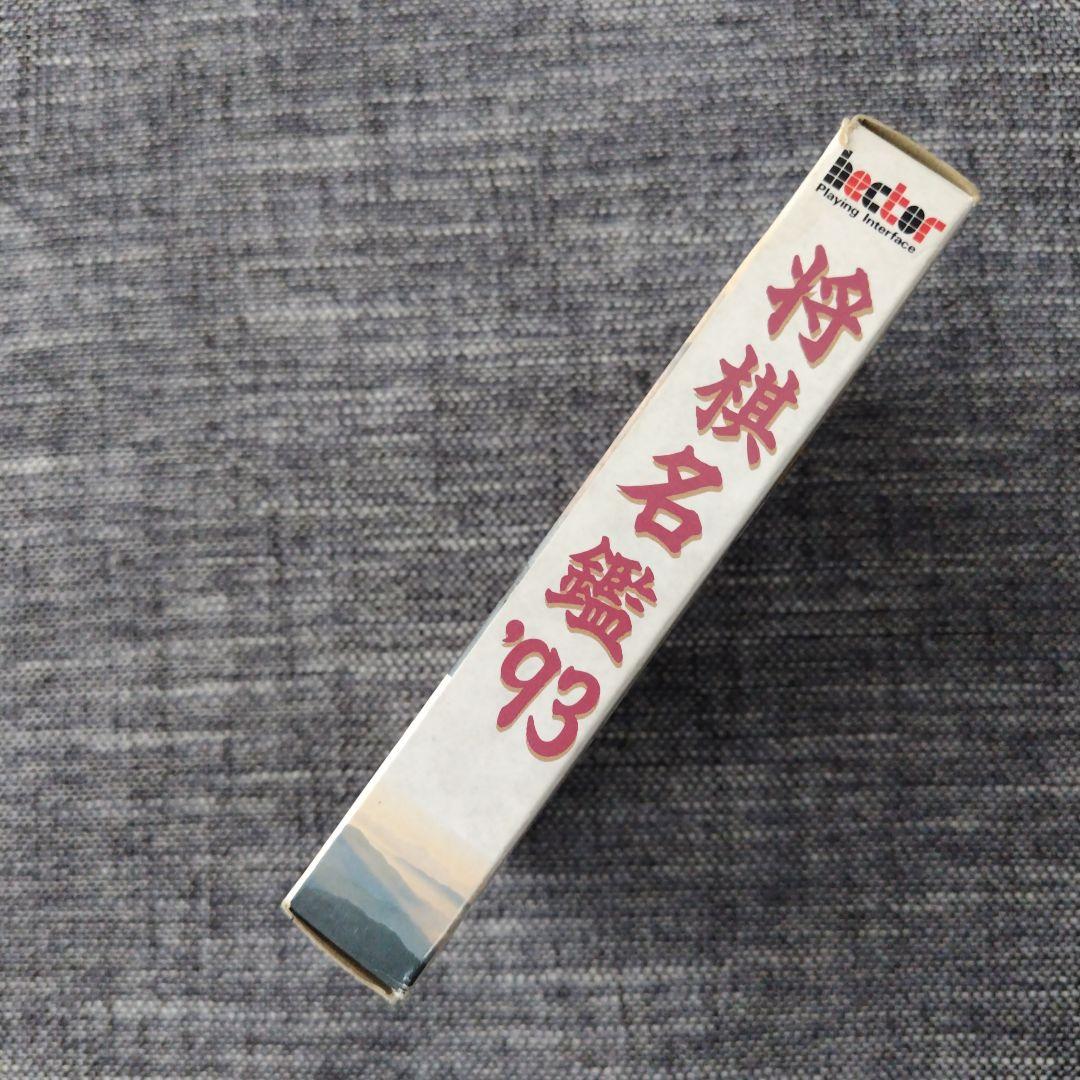 hector
Playing Interface
将棋名鑑'93